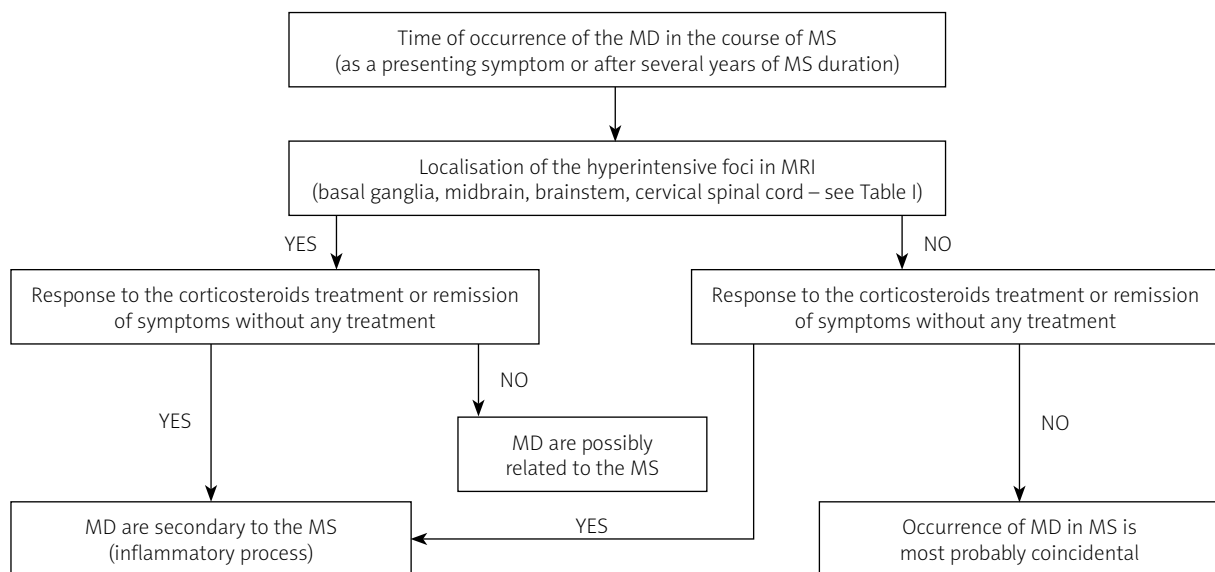 Time of occurrence of the MD in the course of MS
(as a presenting symptom or after several years of MS duration)
Localisation of the hyperintensive foci in MRI
(basal ganglia, midbrain, brainstem, cervical spinal cord – see Table I)
YES
NO
Response to the corticosteroids treatment or remission
of symptoms without any treatment
Response to the corticosteroids treatment or remission
of symptoms without any treatment
NO
YES
NO
MD are possibly
related to the MS
MD are secondary to the MS
(inflammatory process)
YES
Occurrence of MD in MS is
most probably coincidental